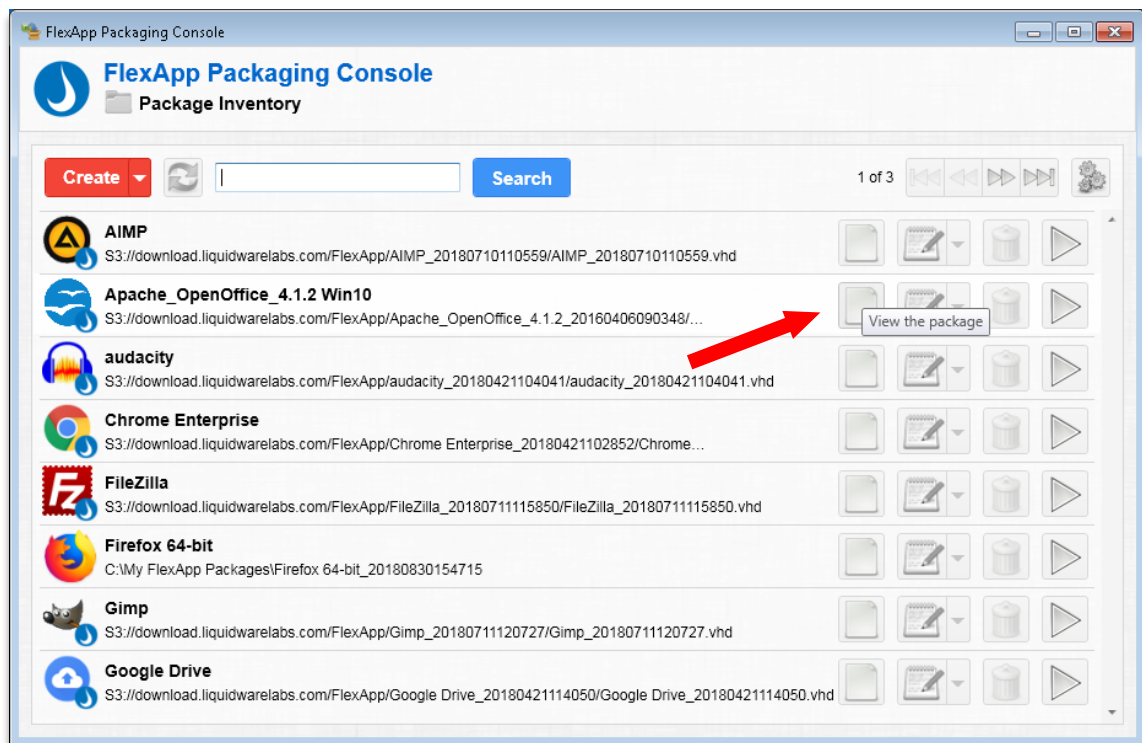 FlexApp Packaging Console
FlexApp Packaging Console
Package Inventory
Create
Search
1 of 3
AIMP
S3://download.liquidwarelabs.com/FlexApp/AIMP_20180710110559/AIMP_20180710110559.vhd
Apache_OpenOffice_4.1.2 Win10
S3://download.liquidwarelabs.com/FlexApp/Apache_OpenOffice_4.1.2_20160406090348/...
View the package
audacity
S3://download.liquidwarelabs.com/FlexApp/audacity_20180421104041/audacity_20180421104041.vhd
Chrome Enterprise
S3://download.liquidwarelabs.com/FlexApp/Chrome Enterprise_20180421102852/Chrome...
FileZilla
S3://download.liquidwarelabs.com/FlexApp/FileZilla_20180711115850/FileZilla_20180711115850.vhd
Firefox 64-bit
C:\My FlexApp Packages\Firefox 64-bit_20180830154715
Gimp
S3://download.liquidwarelabs.com/FlexApp/Gimp_20180711120727/Gimp_20180711120727.vhd
Google Drive
S3://download.liquidwarelabs.com/FlexApp/Google Drive_20180421114050/Google Drive_20180421114050.vhd